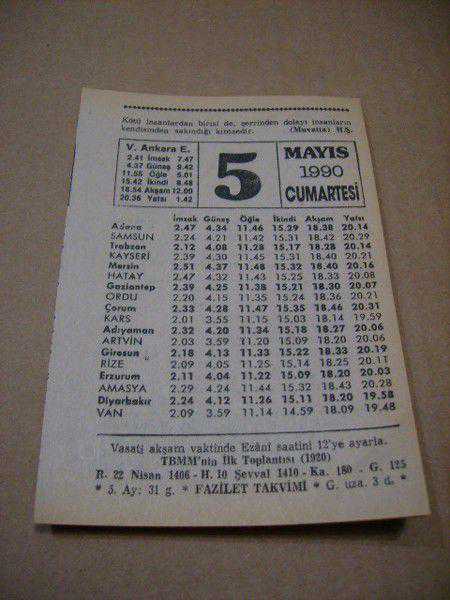 Kötü insanlardan birisi de, şerrinden dolayı insanların
kendisinden sakındığı kimsedir. (Muvatta) H.Ş.
V. Ankara E.
2.41 İmsak 7.47
4.37 Güneş 9.42
11.55 Öğle 5.01
15.42 İkindi 8.48
18.54 Akşam 12.00
20.36 Yatsı 1.42
5
MAYIS
1990
CUMARTESİ
İmsak Güneş Öğle İkindi Akşam Yatsı
Adana 2.47 4.34 11.46 15.29 18.38 20.14
SAMSUN 2.24 4.21 11.42 15.31 18.42 20.29
Trabzon 2.12 4.08 11.28 15.17 18.28 20.14
KAYSERİ 2.39 4.30 11.45 15.31 18.40 20.21
Mersin 2.51 4.37 11.48 15.32 18.40 20.16
HATAY 2.47 4.32 11.43 15.25 18.33 20.08
Gaziantep 2.39 4.25 11.38 15.21 18.30 20.07
ORDU 2.20 4.15 11.35 15.24 18.36 20.21
Çorum 2.33 4.28 11.47 15.35 18.46 20.31
KARS 2.01 3.55 11.15 15.03 18.14 19.59
Adıyaman 2.32 4.20 11.34 15.18 18.27 20.06
ARTVİN 2.03 3.59 11.20 15.09 18.20 20.06
Giresun 2.18 4.13 11.33 15.22 18.33 20.19
RİZE 2.09 4.05 11.25 15.14 18.25 20.11
Erzurum 2.11 4.04 11.22 15.09 18.20 20.03
AMASYA 2.29 4.24 11.44 15.32 18.43 20.28
Diyarbakır 2.24 4.12 11.26 15.11 18.20 19.58
VAN 2.09 3.59 11.14 14.59 18.09 19.48
Vasatî akşam vaktinde Ezânî saatini 12'ye ayarla.
TBMM'nin İlk Toplantısı (1920)
R. 22 Nisan 1406 - H. 10 Şevval 1410 - Ka. 180 - G. 125
* 5. Ay: 31 g. * FAZİLET TAKVİMİ * G. uza. 3 d. *